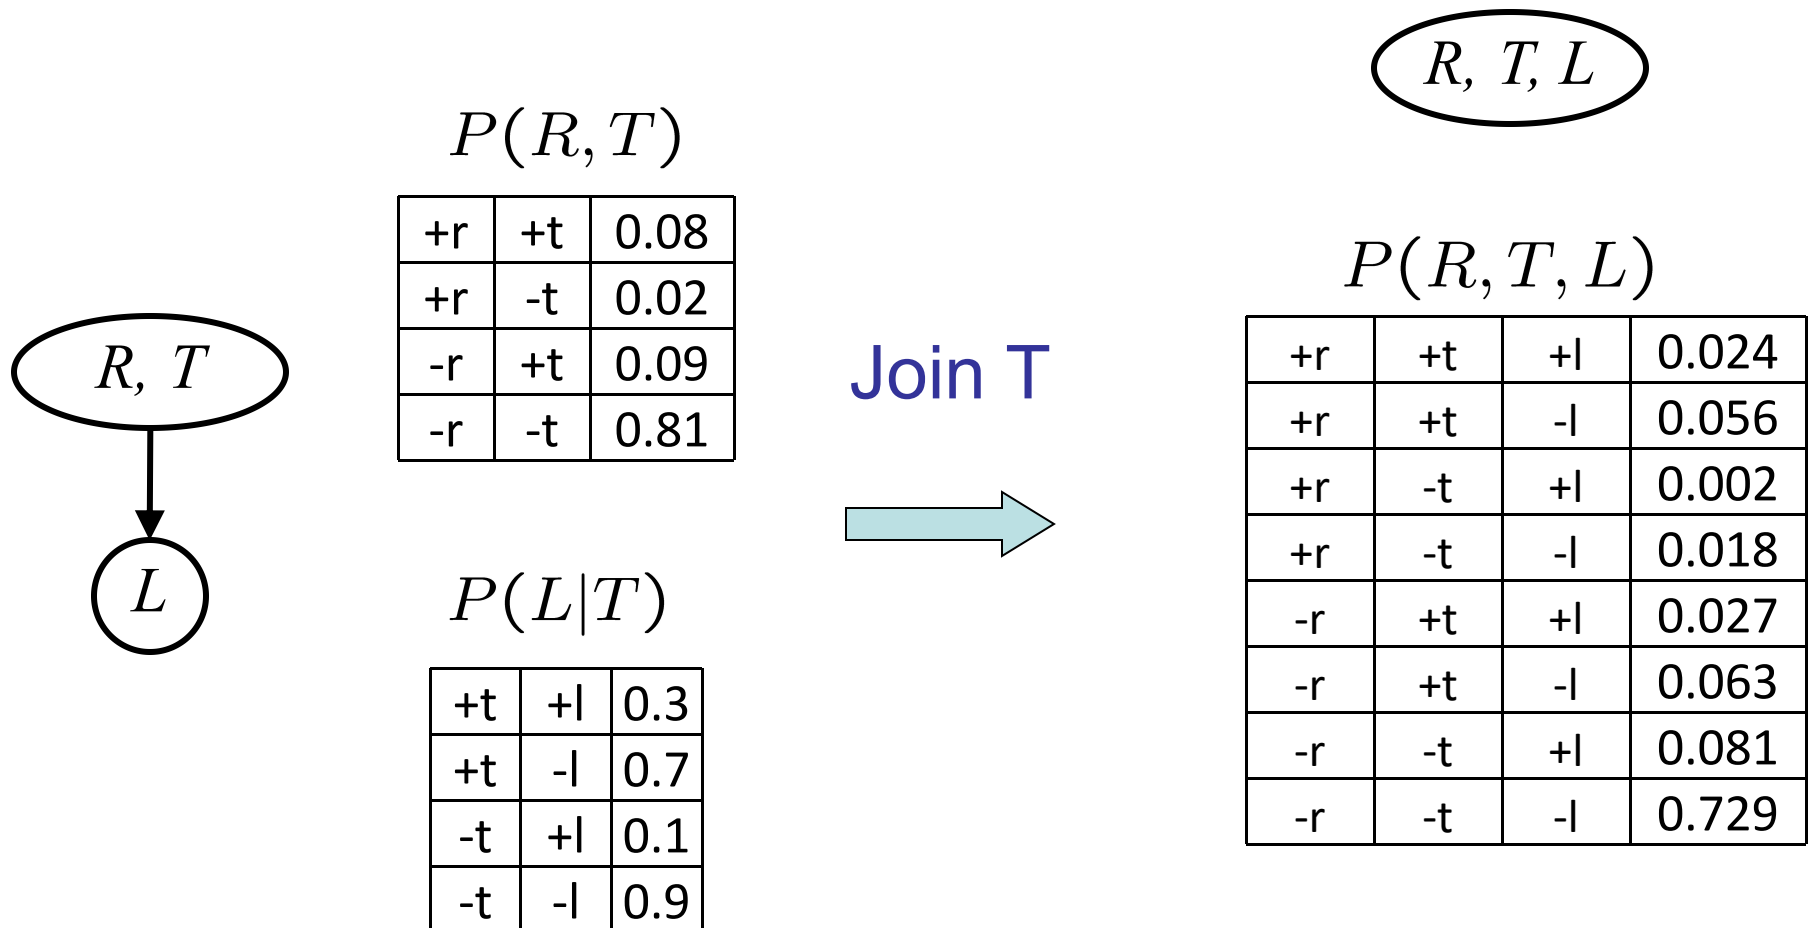 R, T
L
P(R, T)
+r +t 0.08
+r -t 0.02
-r +t 0.09
-r -t 0.81
P(L|T)
+t +l 0.3
+t -l 0.7
-t +l 0.1
-t -l 0.9
Join T
R, T, L
P(R, T, L)
+r +t +l 0.024
+r +t -l 0.056
+r -t +l 0.002
+r -t -l 0.018
-r +t +l 0.027
-r +t -l 0.063
-r -t +l 0.081
-r -t -l 0.729